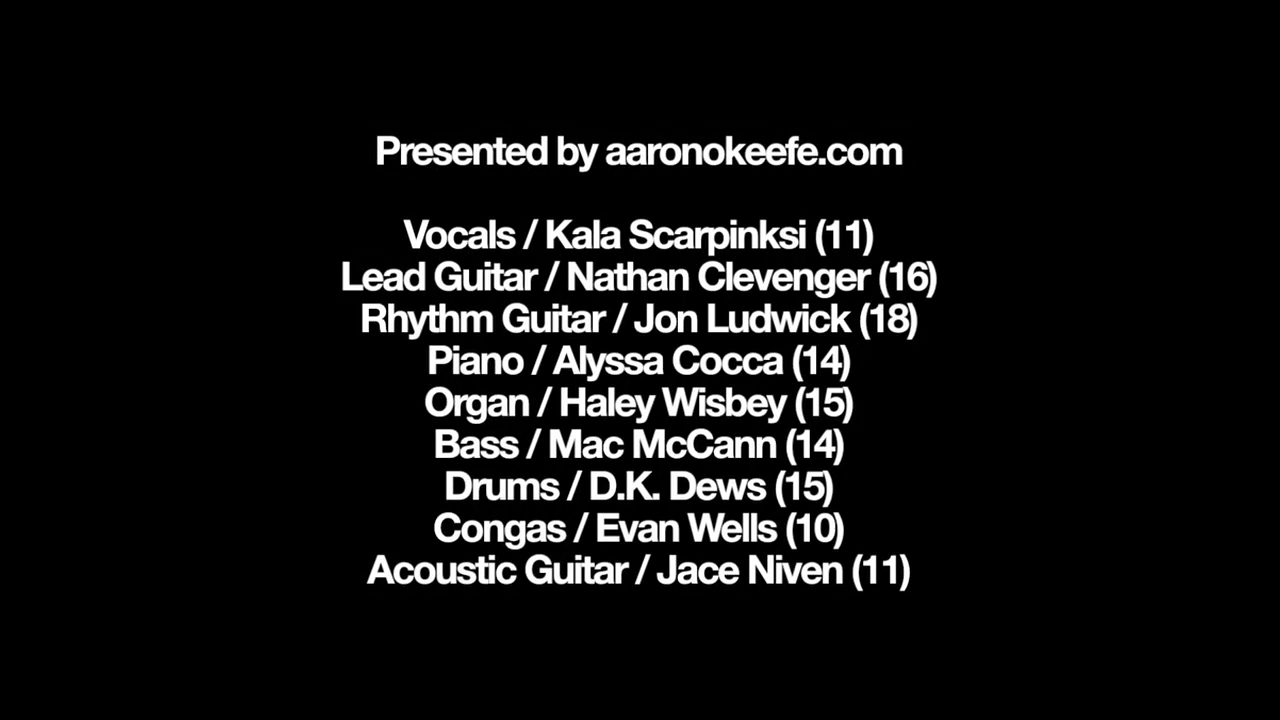 Presented by aaronokeefe.com
Vocals / Kala Scarpinksi (11)
Lead Guitar / Nathan Clevenger (16)
Rhythm Guitar / Jon Ludwick (18)
Piano / Alyssa Cocca (14)
Organ / Haley Wisbey (15)
Bass / Mac McCann (14)
Drums / D.K. Dews (15)
Congas / Evan Wells (10)
Acoustic Guitar / Jace Niven (11)